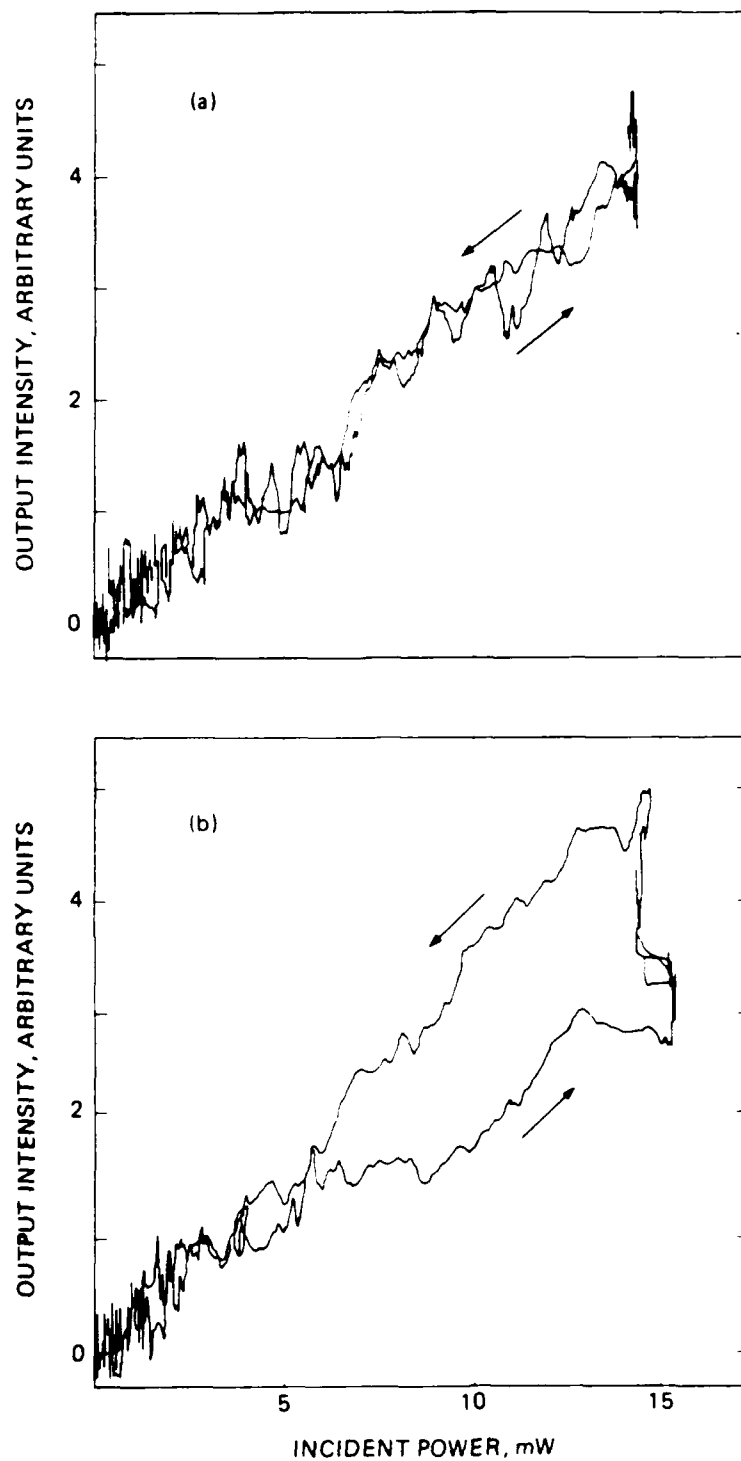 OUTPUT INTENSITY, ARBITRARY UNITS
(a)
4
2
0
OUTPUT INTENSITY, ARBITRARY UNITS
(b)
4
2
0
5 10 15
INCIDENT POWER, mW